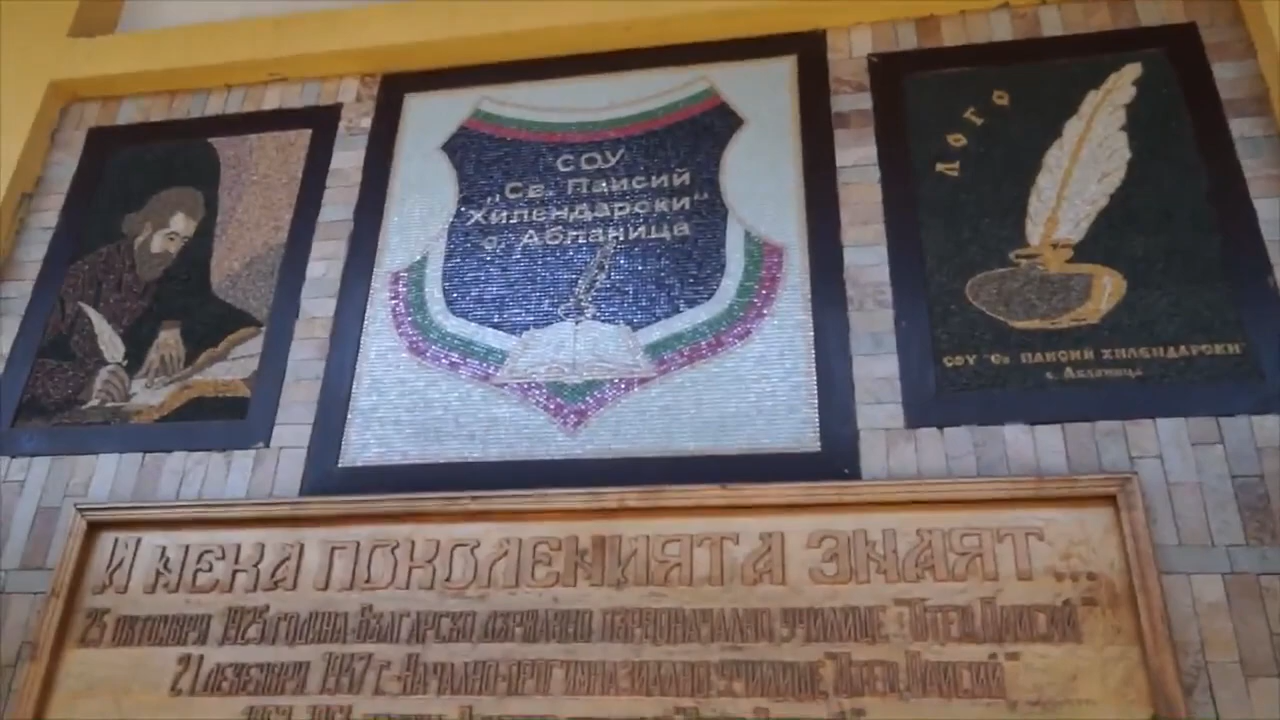 СОУ
„Св. Паисий
Хилендарски"
с. Абланица
Лого
СОУ "Св. ПАИСИЙ ХИЛЕНДАРСКИ"
с. Абланица
И НЕКА ПОКОЛЕНИЯТА ЗНАЯТ...
25 ОКТОМВРИ 1925 ГОДИНА-БЪЛГАРСКО ДЪРЖАВНО ПЪРВОНАЧАЛНО УЧИЛИЩЕ "ОТЕЦ ПАИСИЙ"
21 ДЕКЕМВРИ 1947 Г.-НАЧАЛНО-ПРОГИМНАЗИАЛНО УЧИЛИЩЕ "ОТЕЦ ПАИСИЙ"